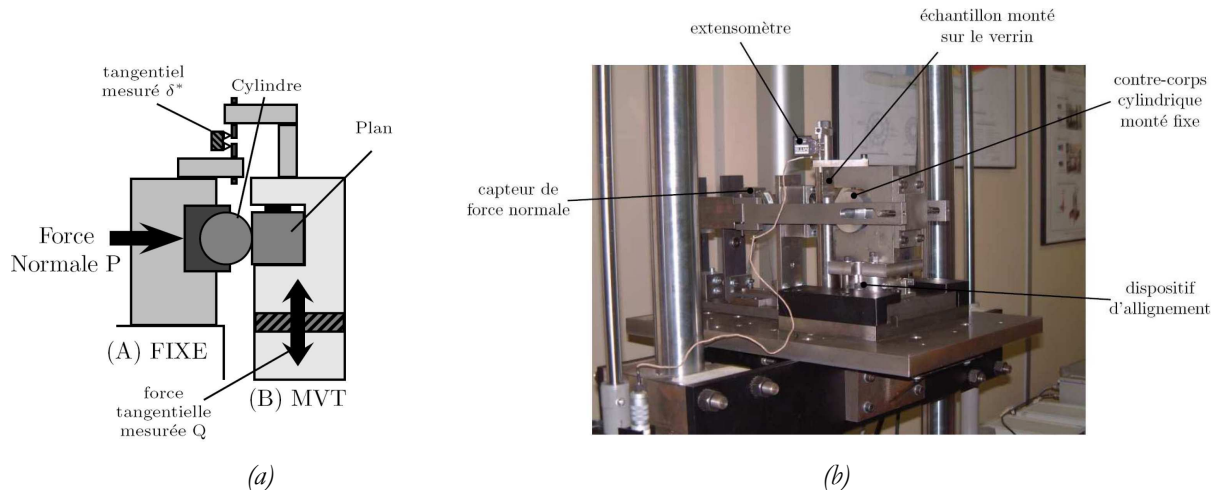 tangentiel
mesuré δ*
Cylindre
Plan
Force
Normale P
(A) FIXE
force
tangentielle
mesurée Q
(B) MVT
(a)
extensomètre
échantillon monté
sur le verrin
contre-corps
cylindrique
monté fixe
capteur de
force normale
dispositif
d'allignement
(b)